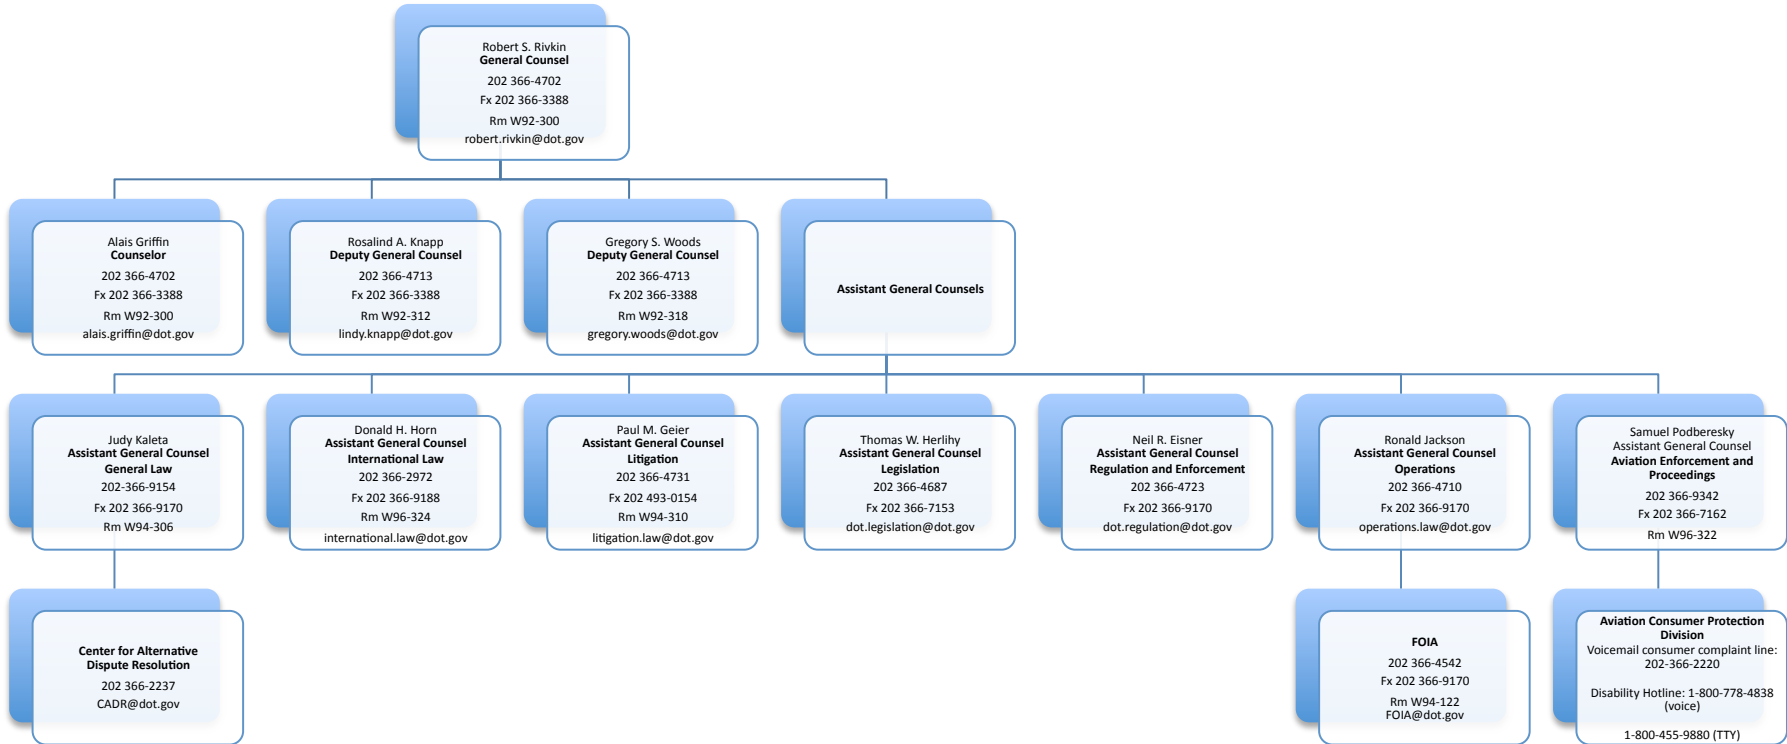 Robert S. Rivkin
General Counsel
202 366-4702
Fx 202 366-3388
Rm W92-300
robert.rivkin@dot.gov
Alais Griffin
Counselor
202 366-4702
Fx 202 366-3388
Rm W92-300
alais.griffin@dot.gov
Rosalind A. Knapp
Deputy General Counsel
202 366-4713
Fx 202 366-3388
Rm W92-312
lindy.knapp@dot.gov
Gregory S. Woods
Deputy General Counsel
202 366-4713
Fx 202 366-3388
Rm W92-318
gregory.woods@dot.gov
Assistant General Counsels
Judy Kaleta
Assistant General Counsel
General Law
202-366-9154
Fx 202 366-9170
Rm W94-306
Donald H. Horn
Assistant General Counsel
International Law
202 366-2972
Fx 202 366-9188
Rm W96-324
international.law@dot.gov
Paul M. Geier
Assistant General Counsel
Litigation
202 366-4731
Fx 202 493-0154
Rm W94-310
litigation.law@dot.gov
Thomas W. Herlihy
Assistant General Counsel
Legislation
202 366-4687
Fx 202 366-7153
dot.legislation@dot.gov
Neil R. Eisner
Assistant General Counsel
Regulation and Enforcement
202 366-4723
Fx 202 366-9170
dot.regulation@dot.gov
Ronald Jackson
Assistant General Counsel
Operations
202 366-4710
Fx 202 366-9170
operations.law@dot.gov
Samuel Podberesky
Assistant General Counsel
Aviation Enforcement and
Proceedings
202 366-9342
Fx 202 366-7162
Rm W96-322
Center for Alternative
Dispute Resolution
202 366-2237
CADR@dot.gov
FOIA
202 366-4542
Fx 202 366-9170
Rm W94-122
FOIA@dot.gov
Aviation Consumer Protection
Division
Voicemail consumer complaint line:
202-366-2220
Disability Hotline: 1-800-778-4838
(voice)
1-800-455-9880 (TTY)